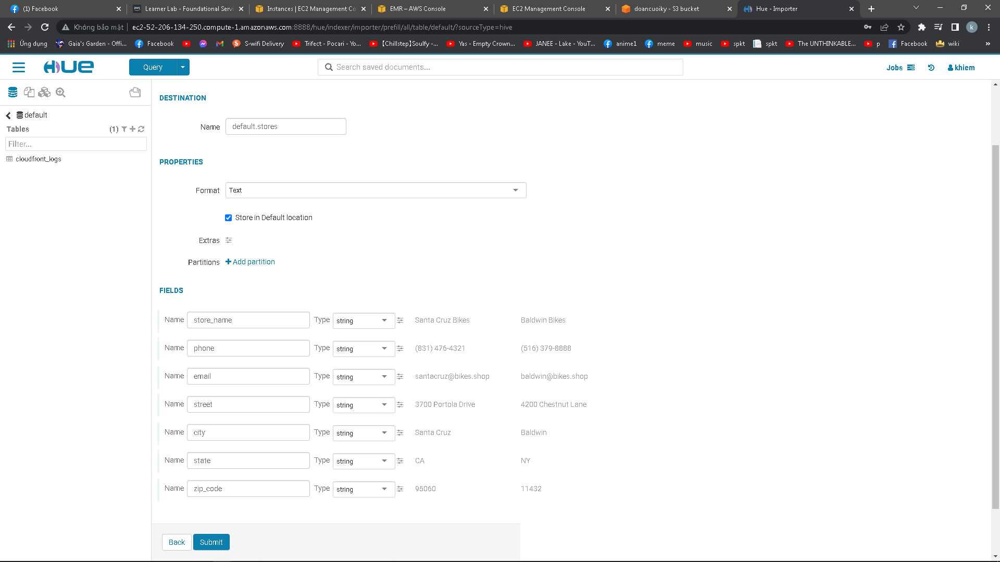 (1) Facebook
Learner Lab - Foundational Servi
Instances | EC2 Management Co
EMR – AWS Console
EC2 Management Console
doancuoiky - S3 bucket
Hue - Importer
Không bảo mật
ec2-52-206-134-250.compute-1.amazonaws.com:8888/hue/indexer/importer/prefill/all/table/default/?sourceType=hive
k
Ứng dụng
Gaia's Garden - Offi...
Facebook
S-wifi Delivery
Trifect - Pocari - Yo...
【Chillstep】Soulfy -...
Yas - Empty Crown...
JANEE - Lake - YouT...
anime1
meme
music
spkt
spkt
The UNTHINKABLE...
p
Facebook
wiki
»
HUE
Query
Search saved documents...
Jobs
khiem
default
Tables (1)
Filter...
cloudfront_logs
DESTINATION
Name default.stores
PROPERTIES
Format Text
Store in Default location
Extras
Partitions + Add partition
FIELDS
Name store_name Type string Santa Cruz Bikes Baldwin Bikes
Name phone Type string (831) 476-4321 (516) 379-8888
Name email Type string santacruz@bikes.shop baldwin@bikes.shop
Name street Type string 3700 Portola Drive 4200 Chestnut Lane
Name city Type string Santa Cruz Baldwin
Name state Type string CA NY
Name zip_code Type string 95060 11432
Back Submit